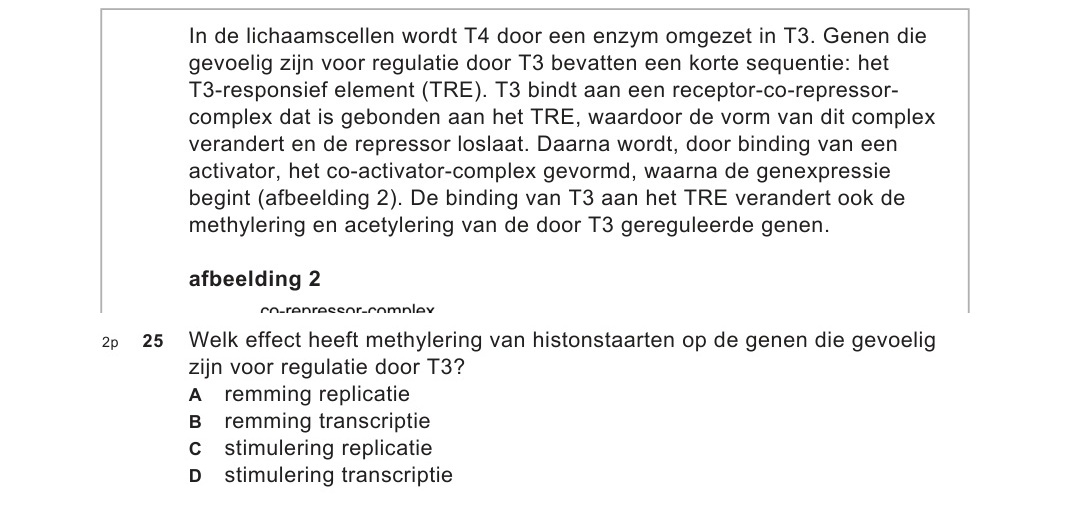 In de lichaamscellen wordt T4 door een enzym omgezet in T3. Genen die
gevoelig zijn voor regulatie door T3 bevatten een korte sequentie: het
T3-responsief element (TRE). T3 bindt aan een receptor-co-repressor-
complex dat is gebonden aan het TRE, waardoor de vorm van dit complex
verandert en de repressor loslaat. Daarna wordt, door binding van een
activator, het co-activator-complex gevormd, waarna de genexpressie
begint (afbeelding 2). De binding van T3 aan het TRE verandert ook de
methylering en acetylering van de door T3 gereguleerde genen.
afbeelding 2
co-repressor-complex
2p 25 Welk effect heeft methylering van histonstaarten op de genen die gevoelig
zijn voor regulatie door T3?
A remming replicatie
B remming transcriptie
C stimulering replicatie
D stimulering transcriptie